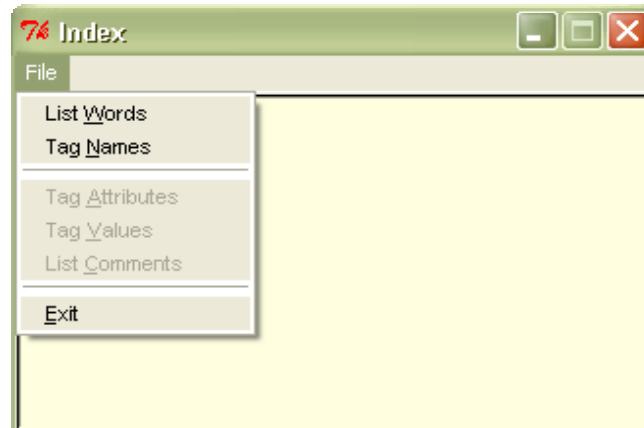 Index
File
List Words
Tag Names
Tag Attributes
Tag Values
List Comments
Exit